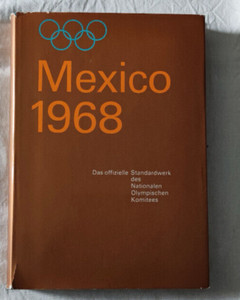 Mexico
1968
Das offizielle Standardwerk
des
Nationalen
Olympischen
Komitees